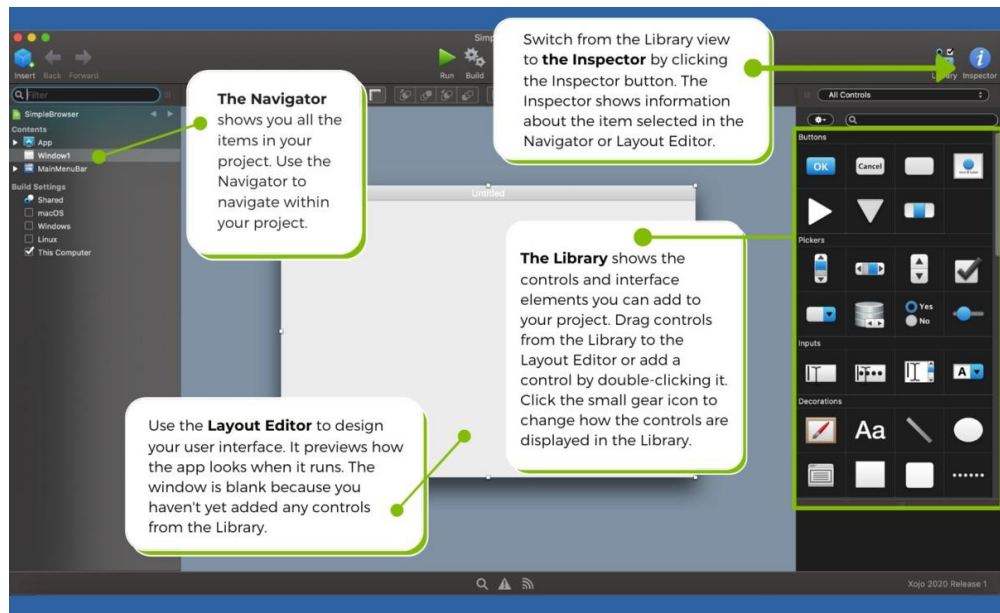 Simp
Insert Back Forward
Run Build
Library Inspector
Filter
All Controls
SimpleBrowser
Contents
App
Window1
MainMenuBar
Build Settings
Shared
macOS
Windows
Linux
This Computer
The Navigator
shows you all the
items in your
project. Use the
Navigator to
navigate within
your project.
Switch from the Library view
to the Inspector by clicking
the Inspector button. The
Inspector shows information
about the item selected in the
Navigator or Layout Editor.
Untitled
The Library shows the
controls and interface
elements you can add to
your project. Drag controls
from the Library to the
Layout Editor or add a
control by double-clicking it.
Click the small gear icon to
change how the controls are
displayed in the Library.
Use the Layout Editor to design
your user interface. It previews how
the app looks when it runs. The
window is blank because you
haven't yet added any controls
from the Library.
Buttons
OK
Cancel
Pickers
Yes
No
Inputs
A
Decorations
Aa
Xojo 2020 Release 1